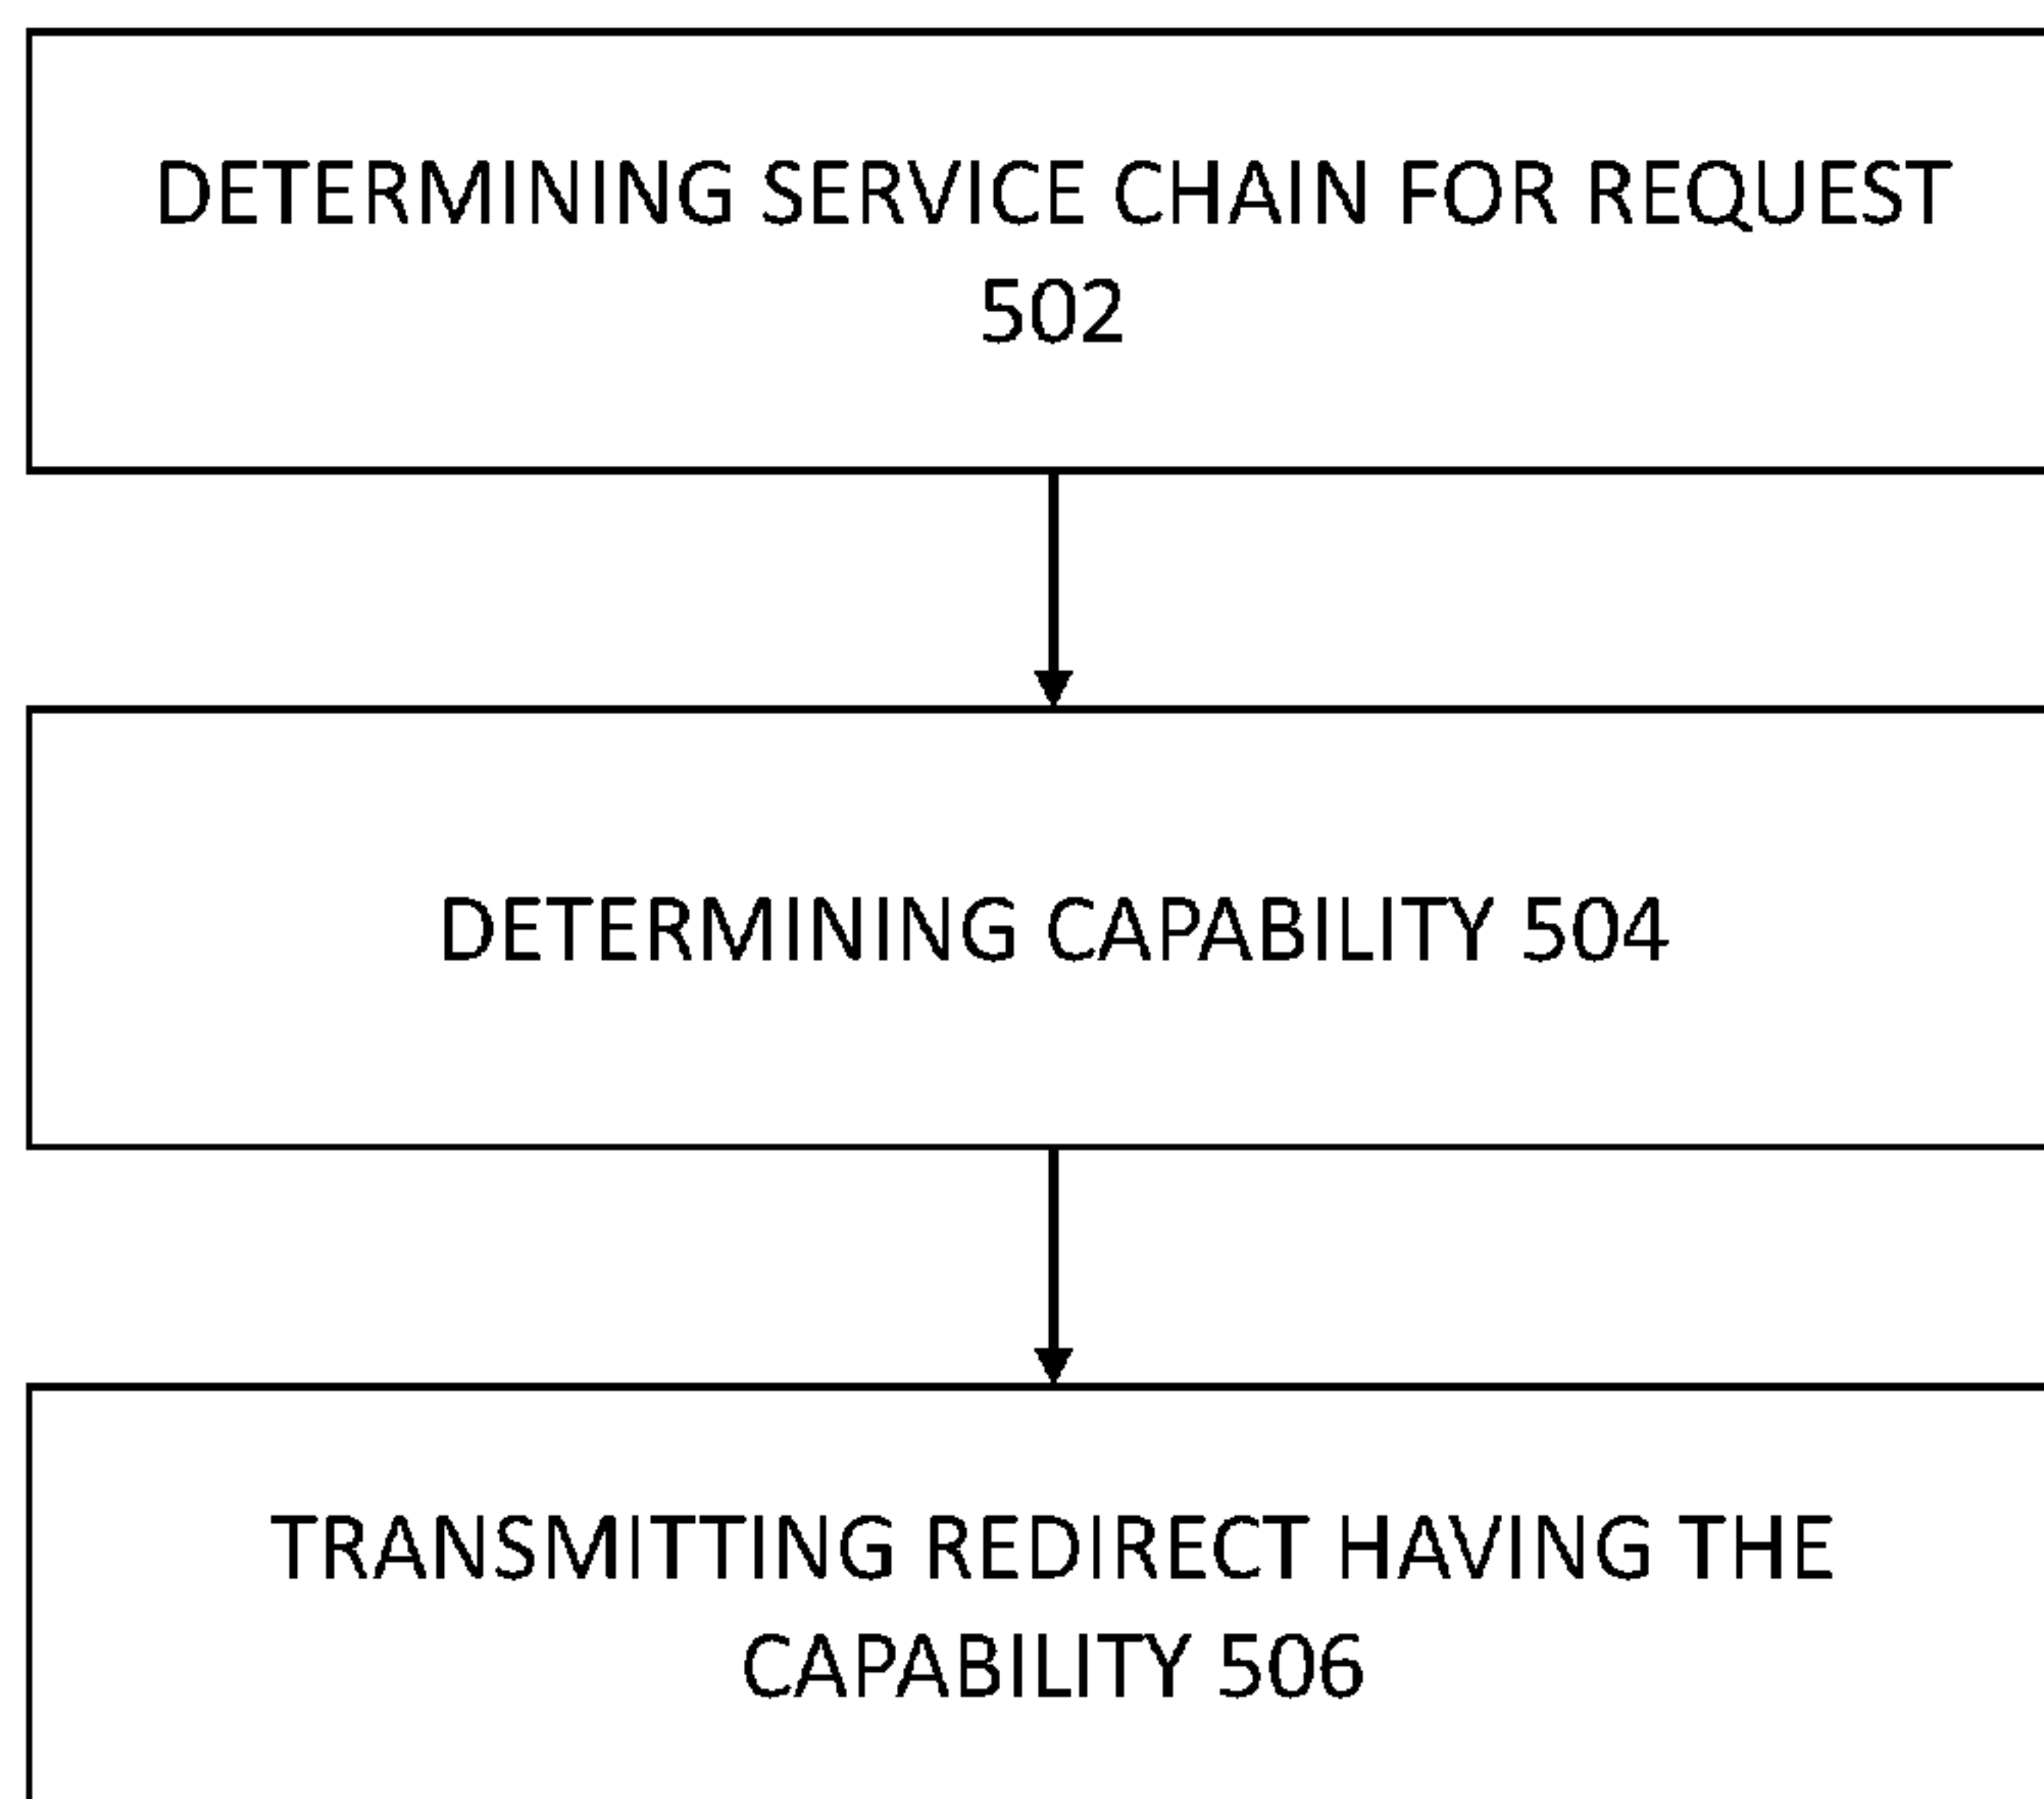 DETERMINING SERVICE CHAIN FOR REQUEST
502
DETERMINING CAPABILITY 504
TRANSMITTING REDIRECT HAVING THE
CAPABILITY 506